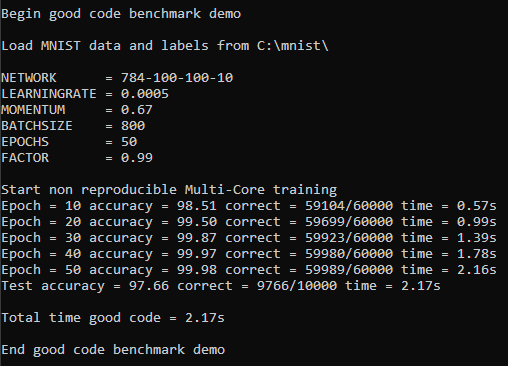 Begin good code benchmark demo
Load MNIST data and labels from C:\mnist\
NETWORK      = 784-100-100-10
LEARNINGRATE = 0.0005
MOMENTUM     = 0.67
BATCHSIZE    = 800
EPOCHS       = 50
FACTOR       = 0.99
Start non reproducible Multi-Core training
Epoch = 10 accuracy = 98.51 correct = 59104/60000 time = 0.57s
Epoch = 20 accuracy = 99.50 correct = 59699/60000 time = 0.99s
Epoch = 30 accuracy = 99.87 correct = 59923/60000 time = 1.39s
Epoch = 40 accuracy = 99.97 correct = 59980/60000 time = 1.78s
Epoch = 50 accuracy = 99.98 correct = 59989/60000 time = 2.16s
Test accuracy = 97.66 correct = 9766/10000 time = 2.17s
Total time good code = 2.17s
End good code benchmark demo